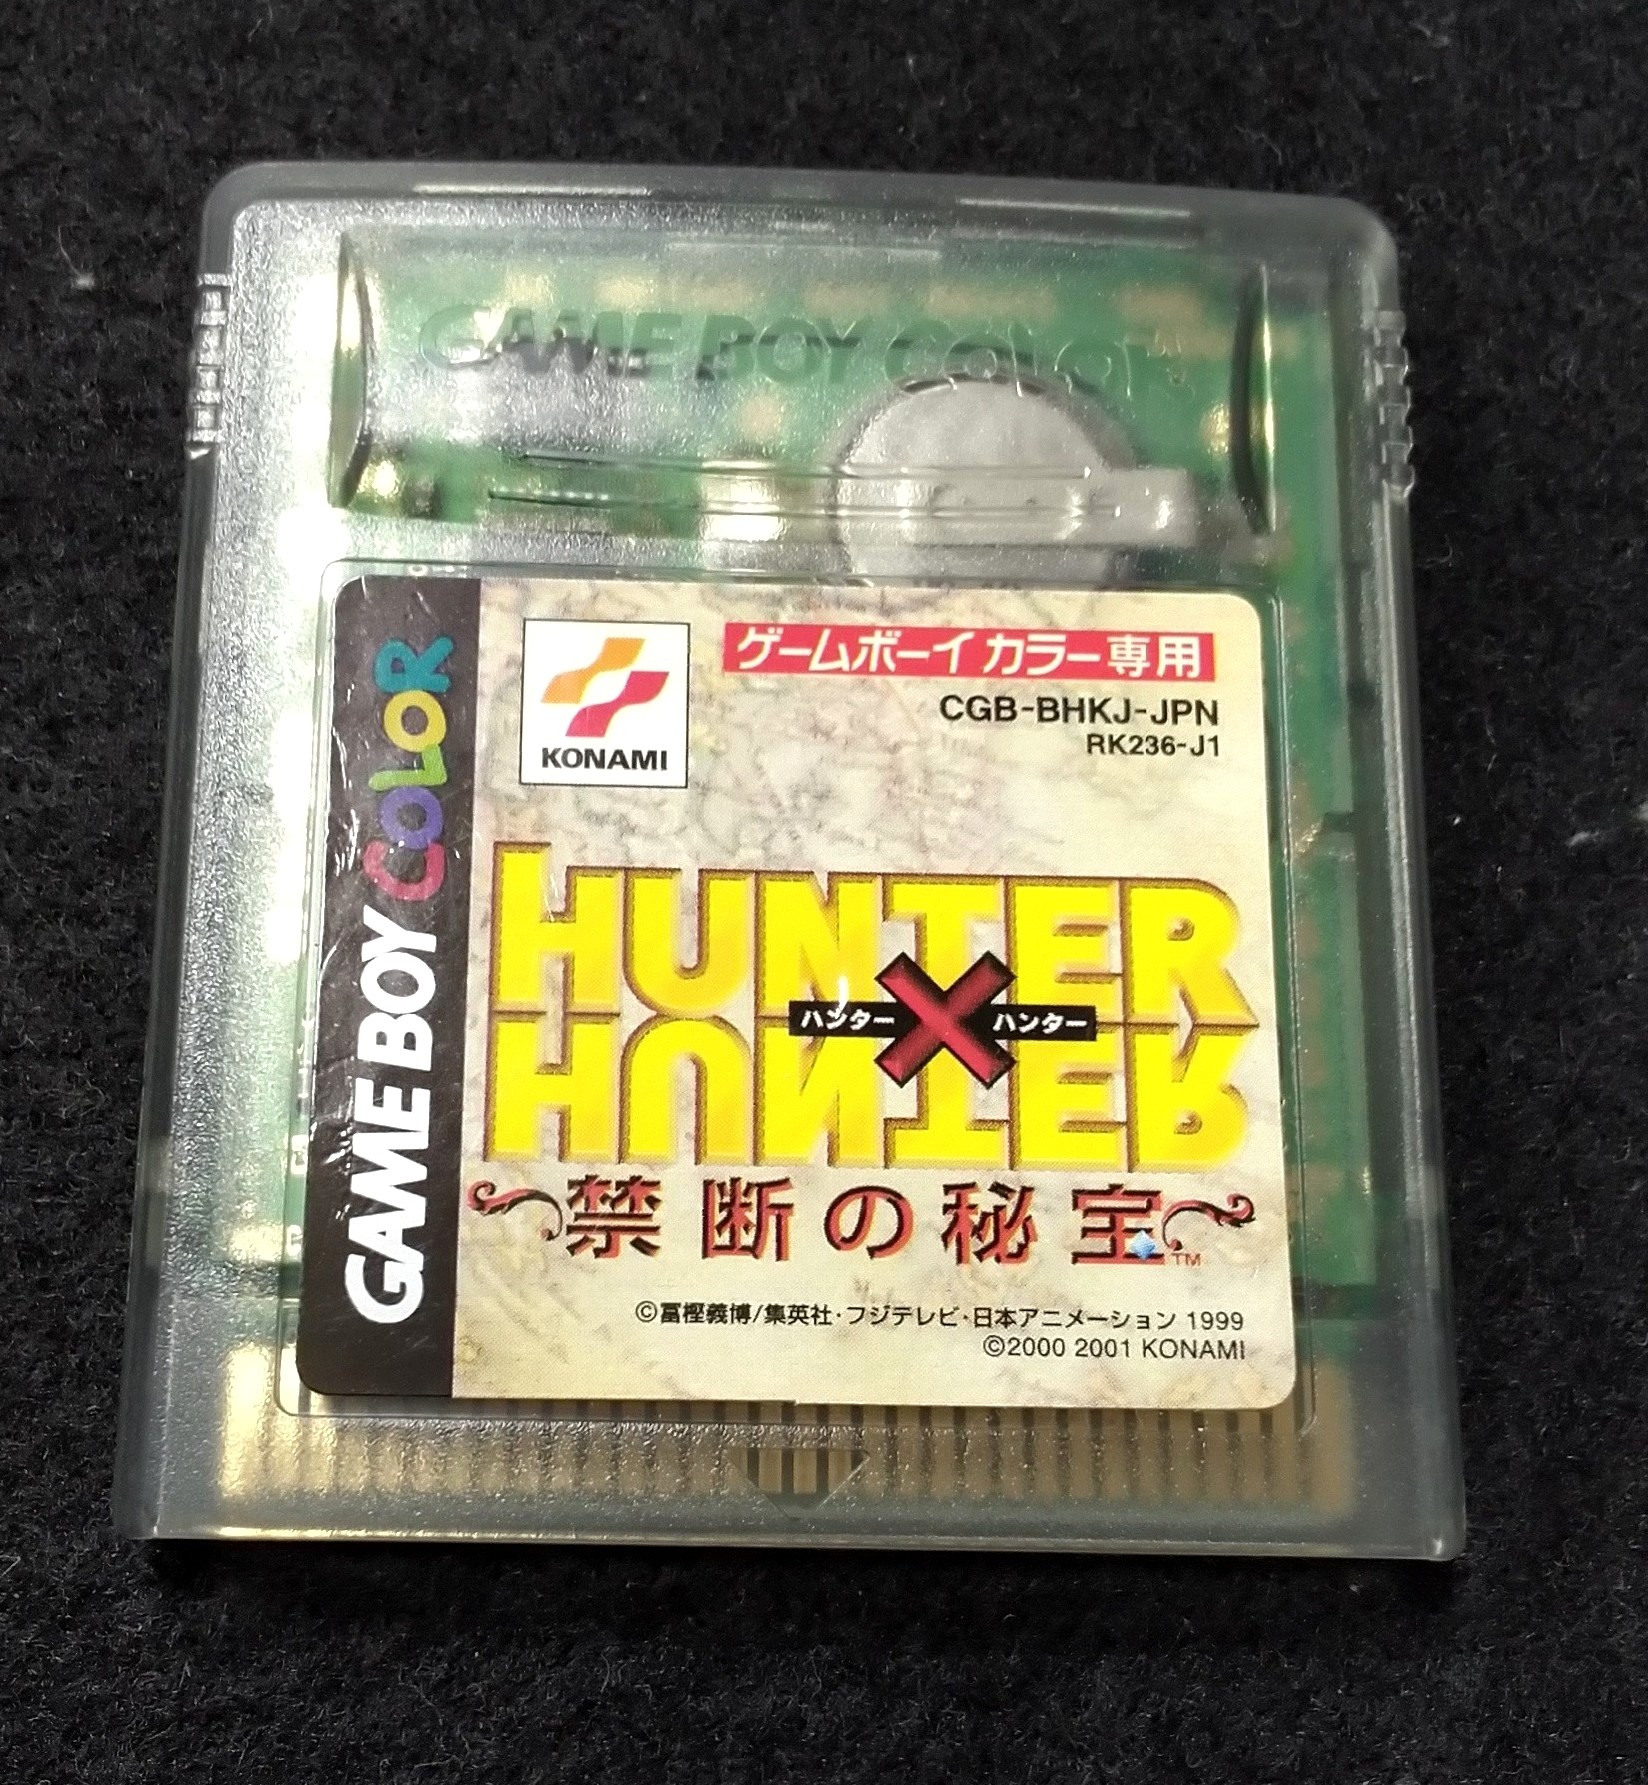 GAME BOY COLOR
GAME BOY COLOR
KONAMI
ゲームボーイカラー専用
CGB-BHKJ-JPN
RK236-J1
HUNTER
ハンター×ハンター
HUNTER
~禁断の秘宝~ TM
©冨樫義博/集英社・フジテレビ・日本アニメーション 1999
©2000 2001 KONAMI